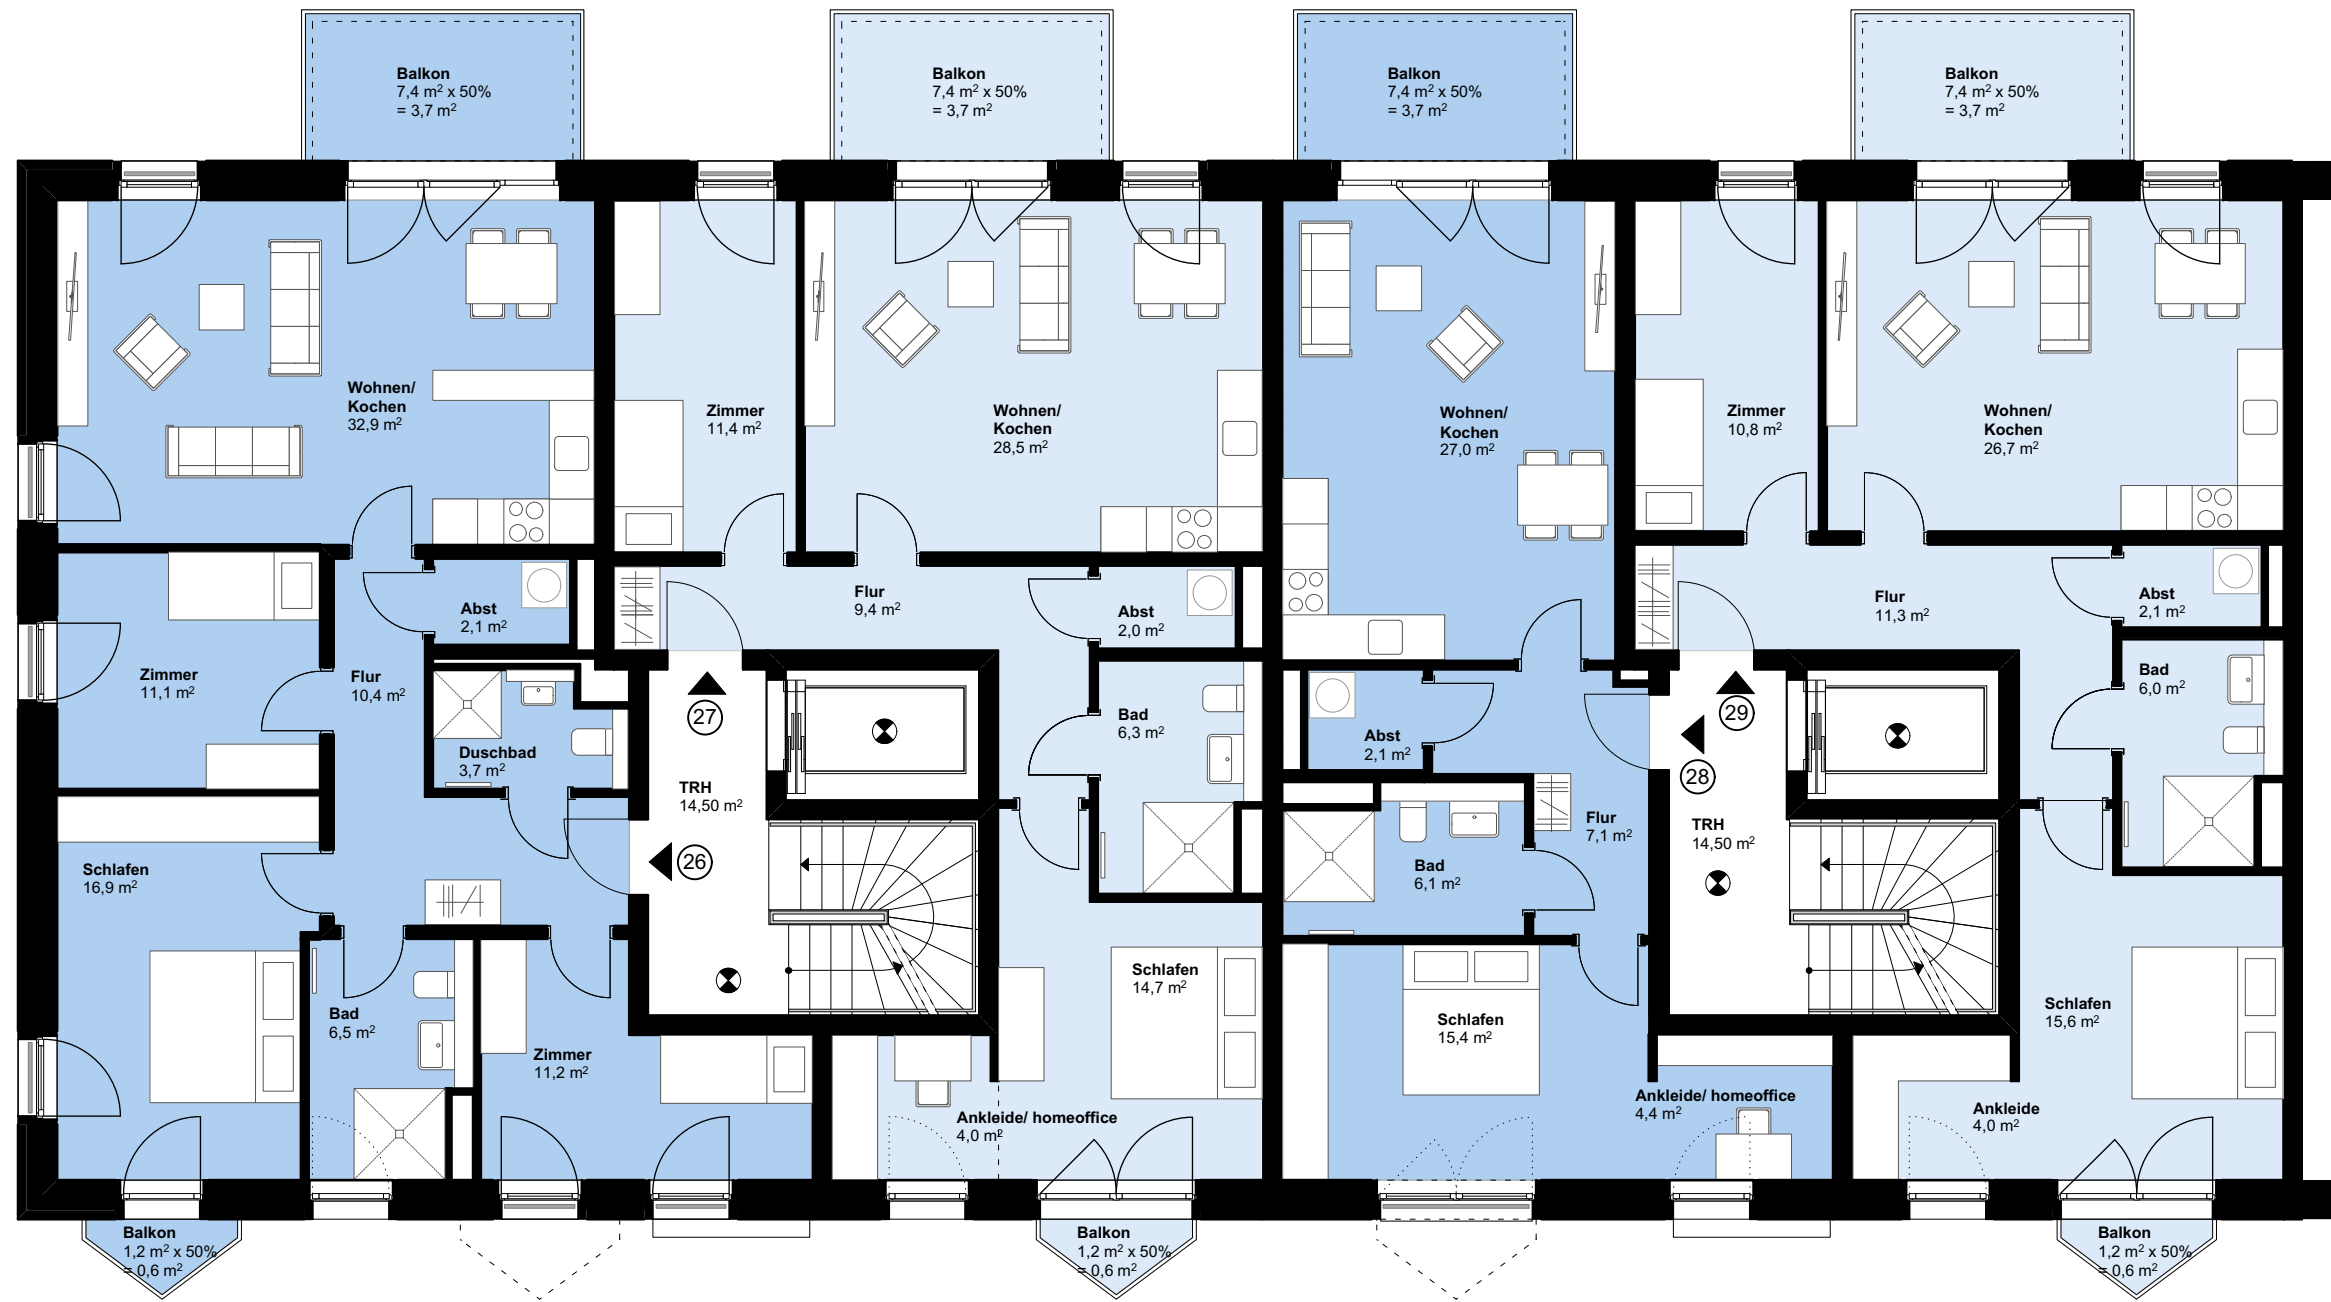 Balkon
7,4 m² x 50%
= 3,7 m²
Balkon
7,4 m² x 50%
= 3,7 m²
Balkon
7,4 m² x 50%
= 3,7 m²
Balkon
7,4 m² x 50%
= 3,7 m²
Wohnen/
Kochen
32,9 m²
Zimmer
11,4 m²
Wohnen/
Kochen
28,5 m²
Wohnen/
Kochen
27,0 m²
Zimmer
10,8 m²
Wohnen/
Kochen
26,7 m²
Abst
2,1 m²
Flur
9,4 m²
Abst
2,0 m²
Flur
11,3 m²
Abst
2,1 m²
Zimmer
11,1 m²
Flur
10,4 m²
Duschbad
3,7 m²
27
TRH
14,50 m²
26
Bad
6,3 m²
Abst
2,1 m²
29
28
TRH
14,50 m²
Bad
6,0 m²
Schlafen
16,9 m²
Bad
6,1 m²
Flur
7,1 m²
Bad
6,5 m²
Zimmer
11,2 m²
Schlafen
14,7 m²
Schlafen
15,4 m²
Schlafen
15,6 m²
Ankleide/ homeoffice
4,0 m²
Ankleide/ homeoffice
4,4 m²
Ankleide
4,0 m²
Balkon
1,2 m² x 50%
= 0,6 m²
Balkon
1,2 m² x 50%
= 0,6 m²
Balkon
1,2 m² x 50%
= 0,6 m²